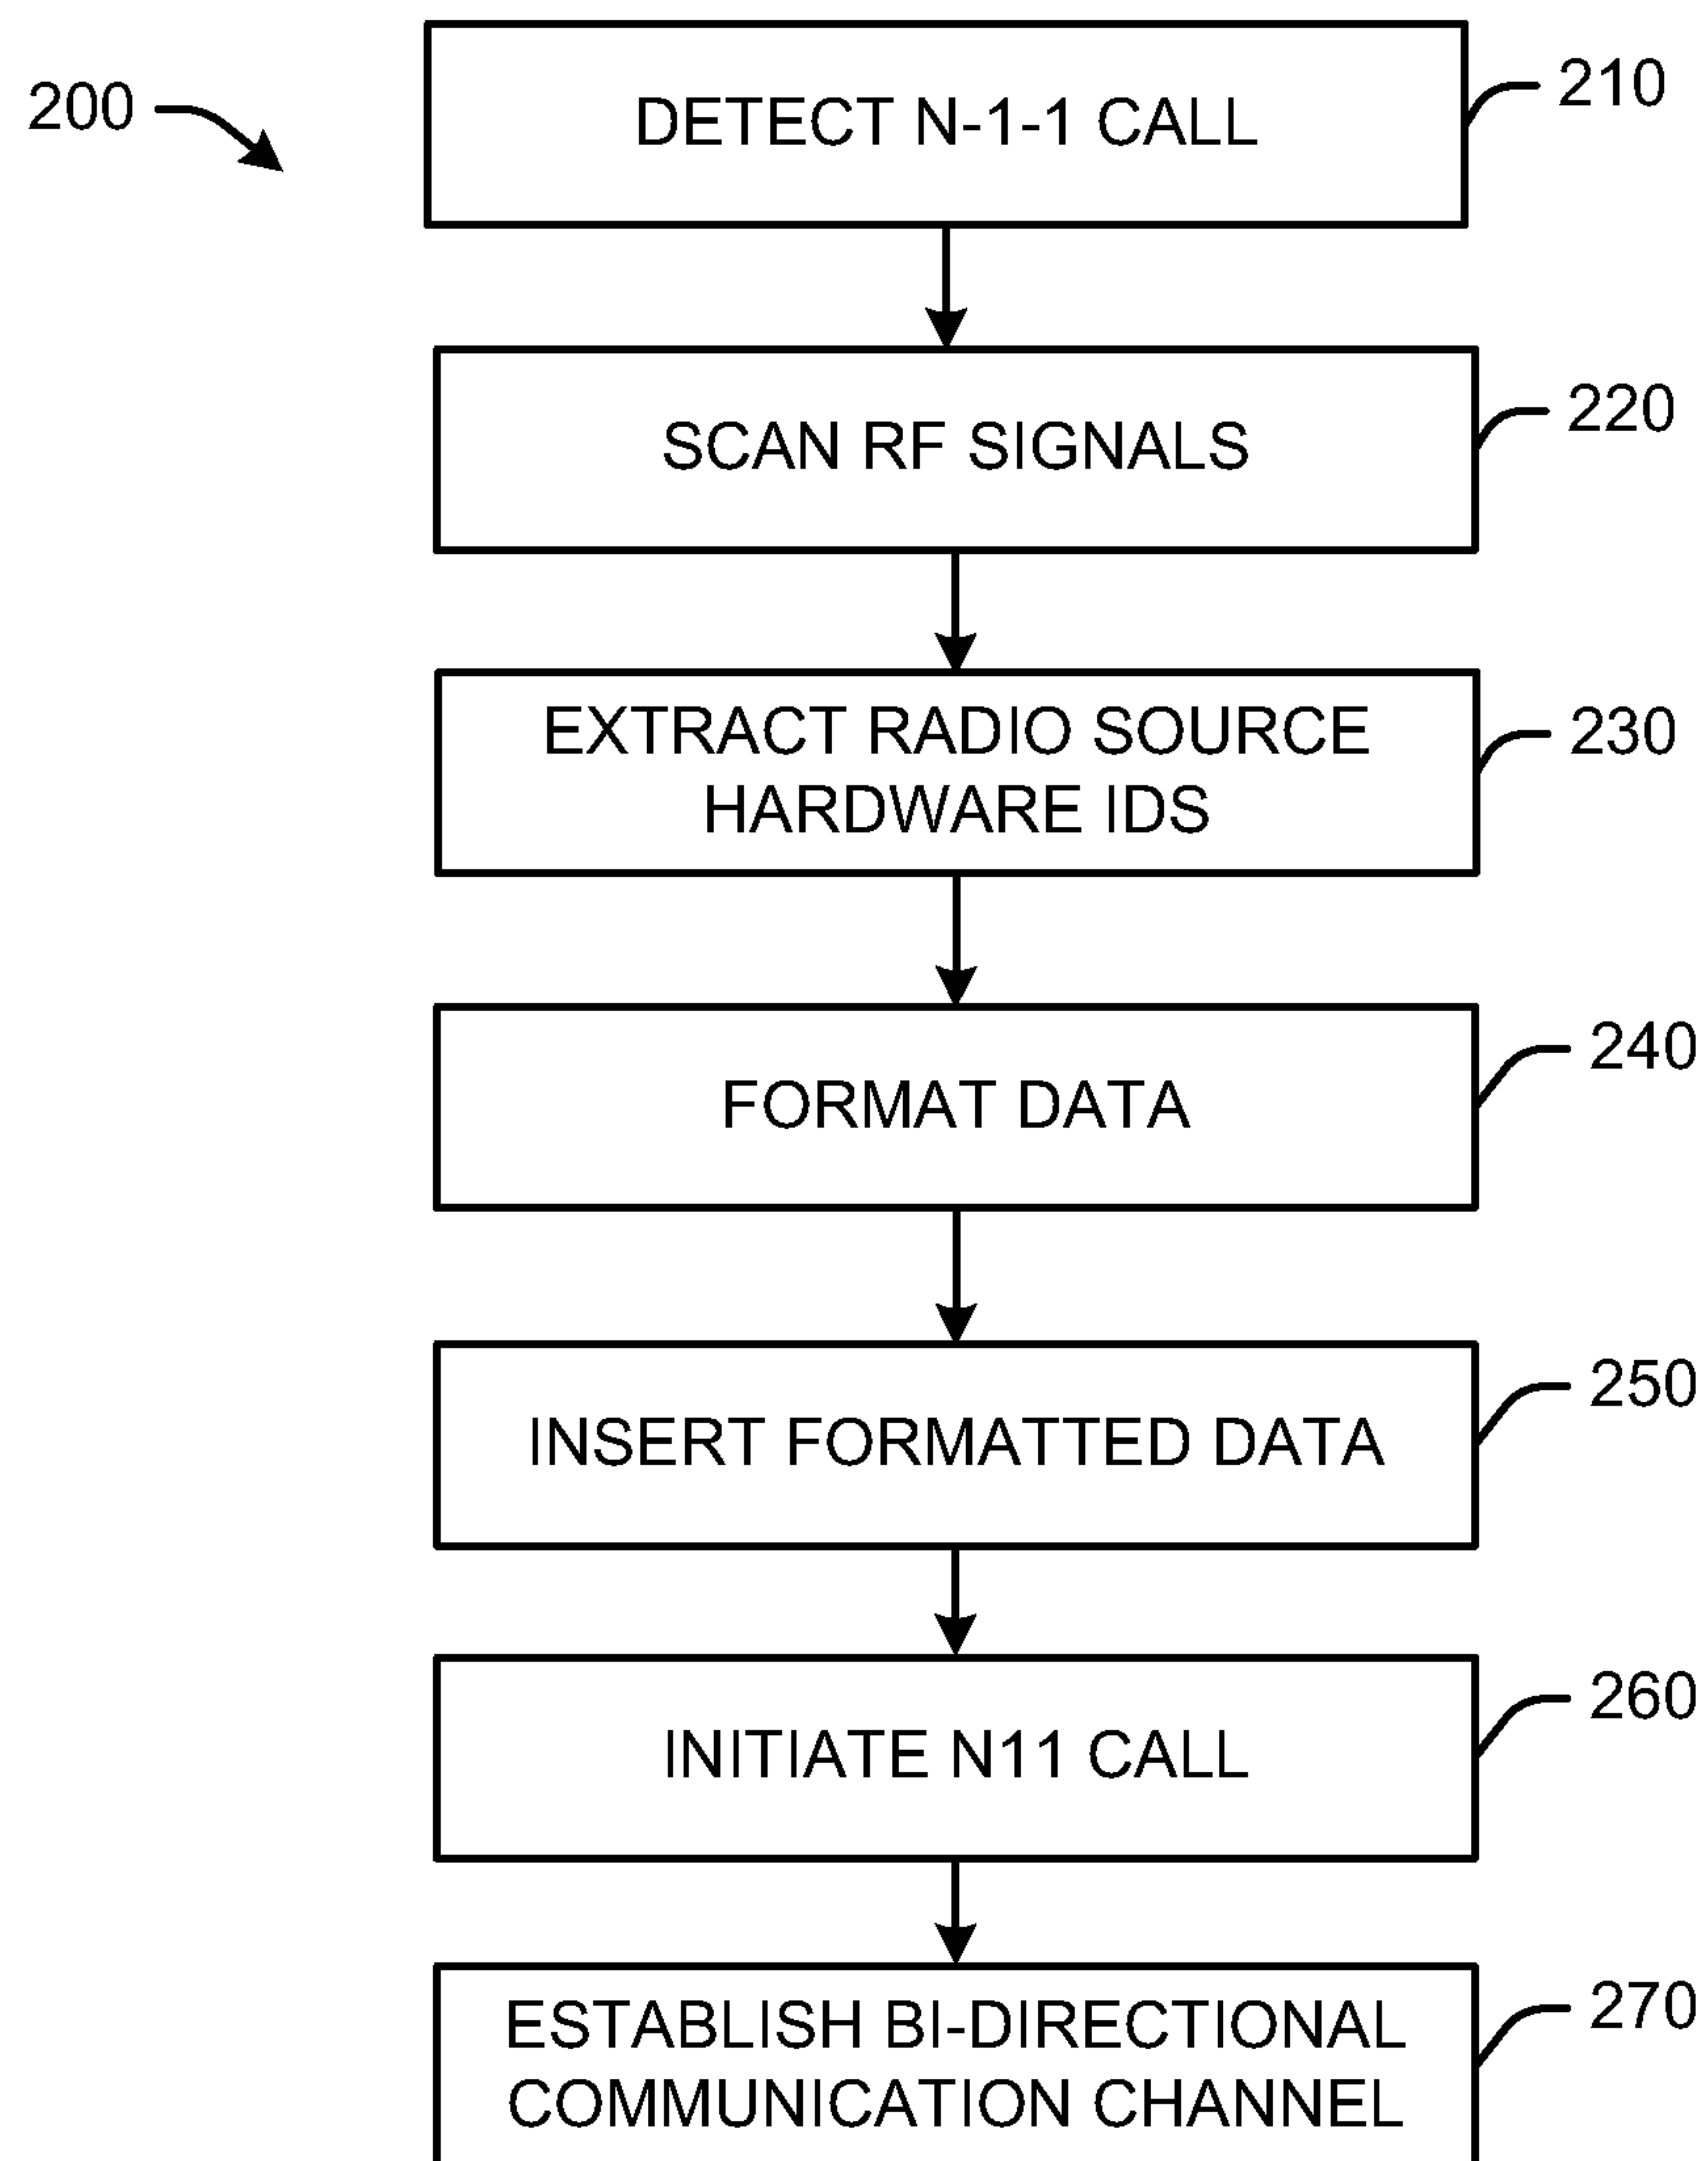 200
DETECT N-1-1 CALL
210
SCAN RF SIGNALS
220
EXTRACT RADIO SOURCE
HARDWARE IDS
230
FORMAT DATA
240
INSERT FORMATTED DATA
250
INITIATE N11 CALL
260
ESTABLISH BI-DIRECTIONAL
COMMUNICATION CHANNEL
270